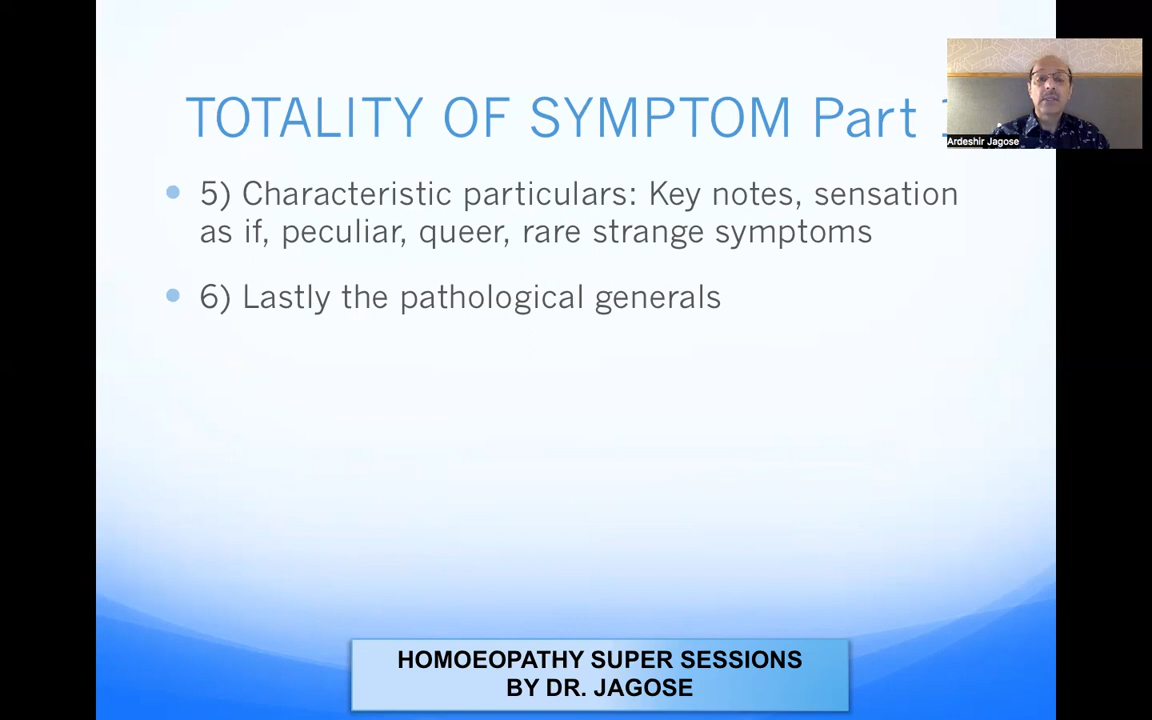 TOTALITY OF SYMPTOM Part
Ardeshir Jagose
5) Characteristic particulars: Key notes, sensation
as if, peculiar, queer, rare strange symptoms
6) Lastly the pathological generals
HOMOEOPATHY SUPER SESSIONS
BY DR. JAGOSE